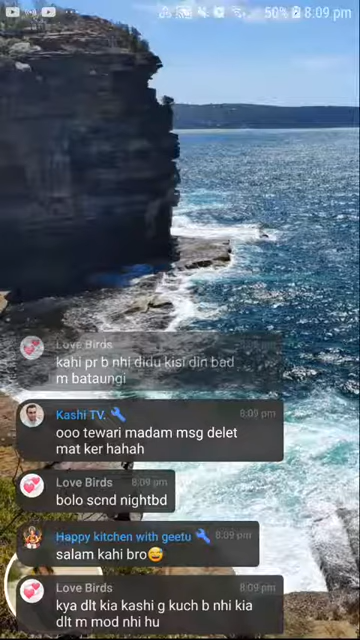 50% 8:09 pm
Love Birds
kahi pr b nhi didu kisi din bad
m bataungi
Kashi TV. 8:09 pm
ooo tewari madam msg delet
mat ker hahah
Love Birds 8:09 pm
bolo scnd nightbd
Happy kitchen with geetu 8:09 pm
salam kahi bro😅
Love Birds 8:09 pm
kya dlt kia kashi g kuch b nhi kia
dlt m mod nhi hu